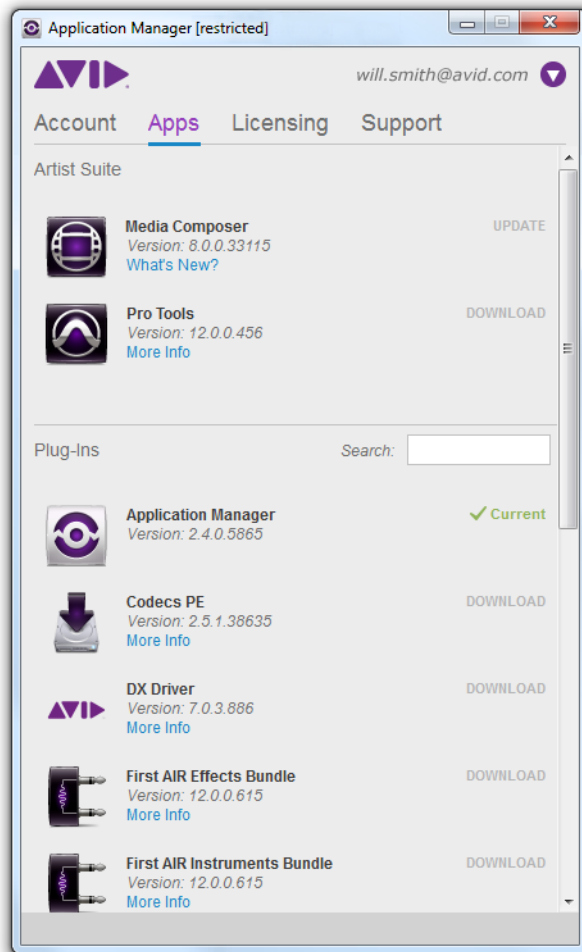 Application Manager [restricted]
AVID
will.smith@avid.com
Account Apps Licensing Support
Artist Suite
Media Composer UPDATE
Version: 8.0.0.33115
What's New?
Pro Tools DOWNLOAD
Version: 12.0.0.456
More Info
Plug-Ins Search:
Application Manager Current
Version: 2.4.0.5865
Codecs PE DOWNLOAD
Version: 2.5.1.38635
More Info
AVID DX Driver DOWNLOAD
Version: 7.0.3.886
More Info
First AIR Effects Bundle DOWNLOAD
Version: 12.0.0.615
More Info
First AIR Instruments Bundle DOWNLOAD
Version: 12.0.0.615
More Info